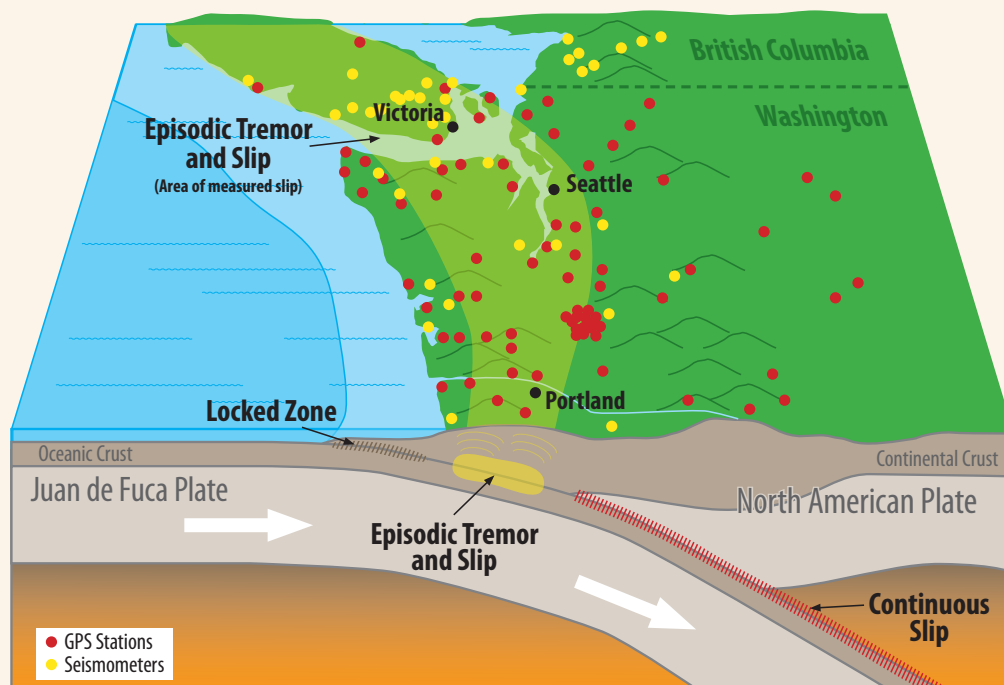 British Columbia
Washington
Victoria
Episodic Tremor
and Slip
(Area of measured slip)
Seattle
Portland
Locked Zone
Oceanic Crust
Continental Crust
Juan de Fuca Plate
North American Plate
Episodic Tremor
and Slip
Continuous
Slip
GPS Stations
Seismometers